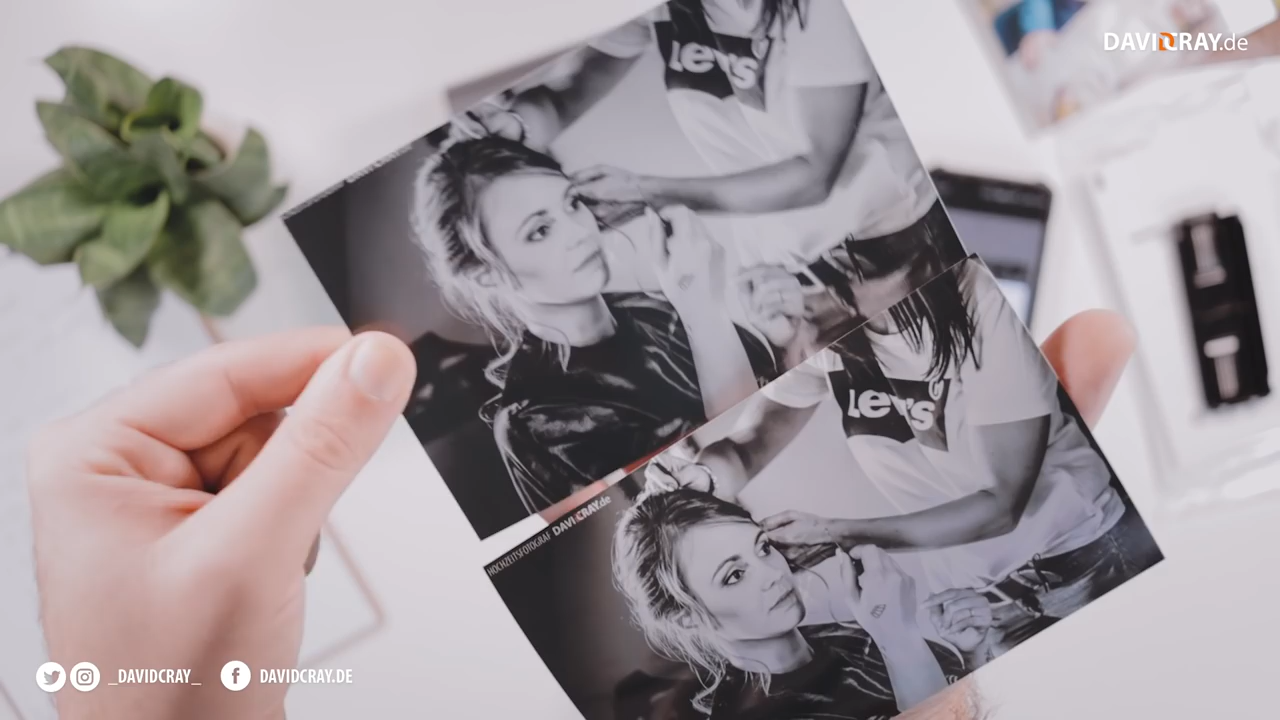 DAVIDCRAY.de
Levi's
Levi's
HOCHZEITSFOTOGRAF DAVIDCRAY.de
_DAVIDCRAY_ DAVIDCRAY.DE